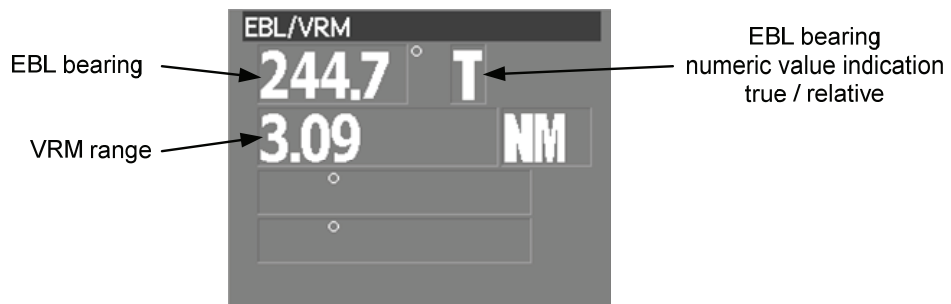 EBL/VRM
EBL bearing
244.7 ° T
EBL bearing
numeric value indication
true / relative
VRM range
3.09 NM
°
°